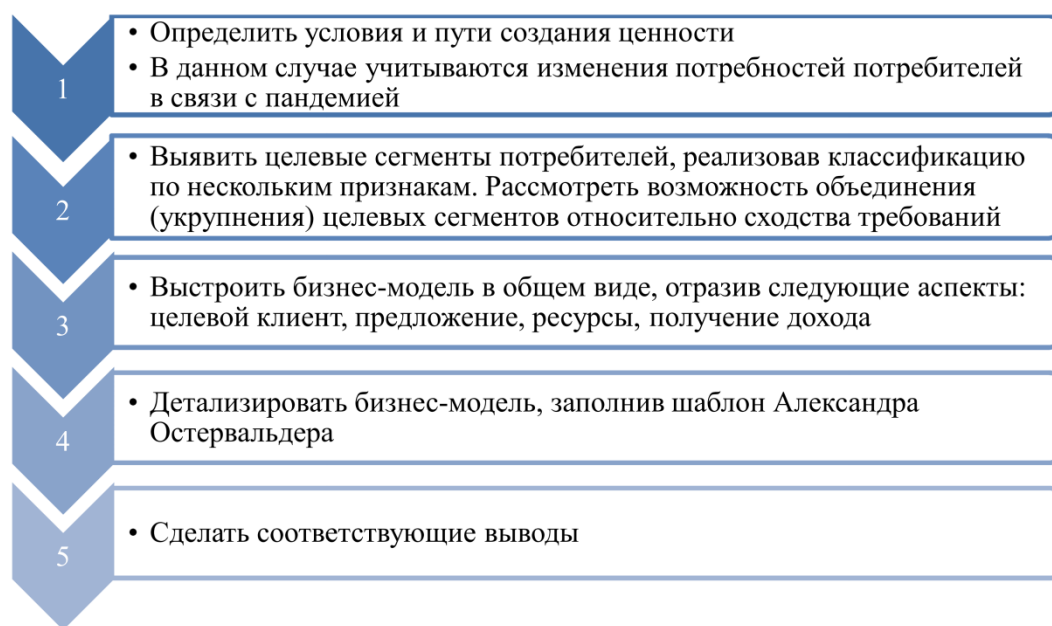 1
• Определить условия и пути создания ценности
• В данном случае учитываются изменения потребностей потребителей
в связи с пандемией
2
• Выявить целевые сегменты потребителей, реализовав классификацию
по нескольким признакам. Рассмотреть возможность объединения
(укрупнения) целевых сегментов относительно сходства требований
3
• Выстроить бизнес-модель в общем виде, отразив следующие аспекты:
целевой клиент, предложение, ресурсы, получение дохода
4
• Детализировать бизнес-модель, заполнив шаблон Александра
Остервальдера
5
• Сделать соответствующие выводы